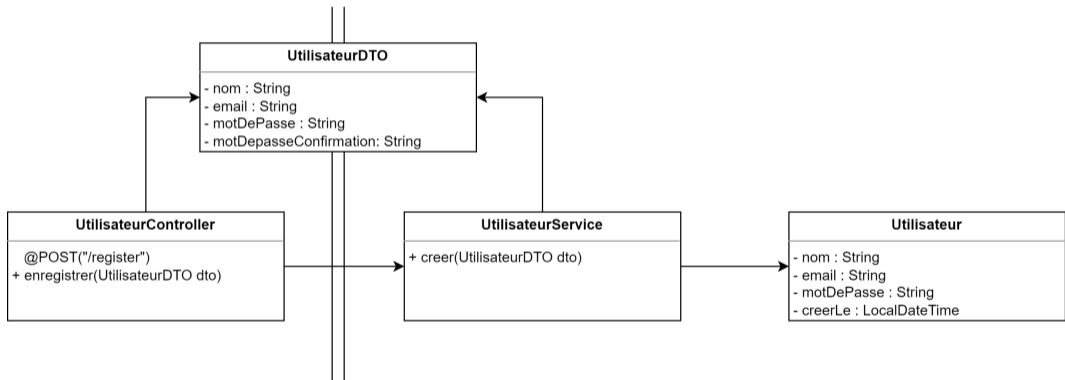 UtilisateurDTO
- nom : String
- email : String
- motDePasse : String
- motDepasseConfirmation: String
UtilisateurController
@POST("/register")
+ enregistrer(UtilisateurDTO dto)
UtilisateurService
+ creer(UtilisateurDTO dto)
Utilisateur
- nom : String
- email : String
- motDePasse : String
- creerLe : LocalDateTime